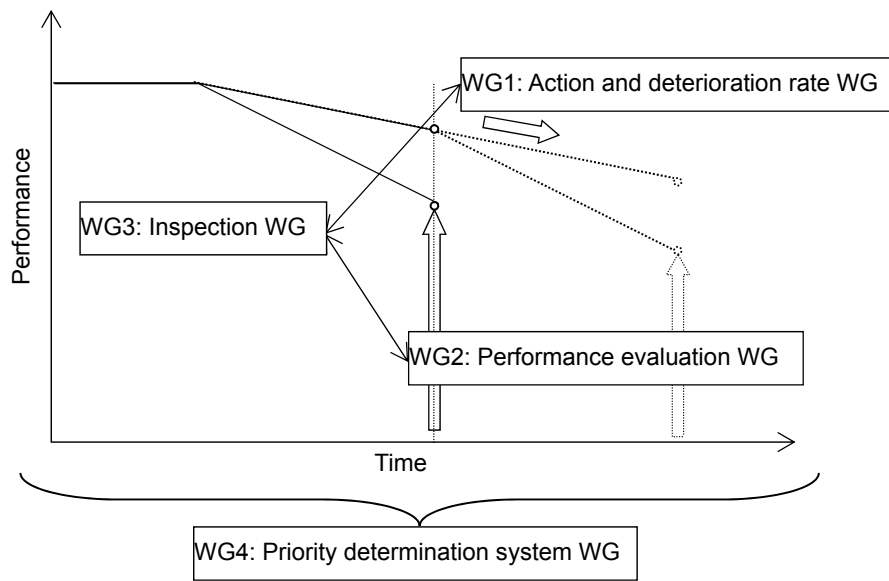 WG1: Action and deterioration rate WG
WG3: Inspection WG
Performance
WG2: Performance evaluation WG
Time
WG4: Priority determination system WG